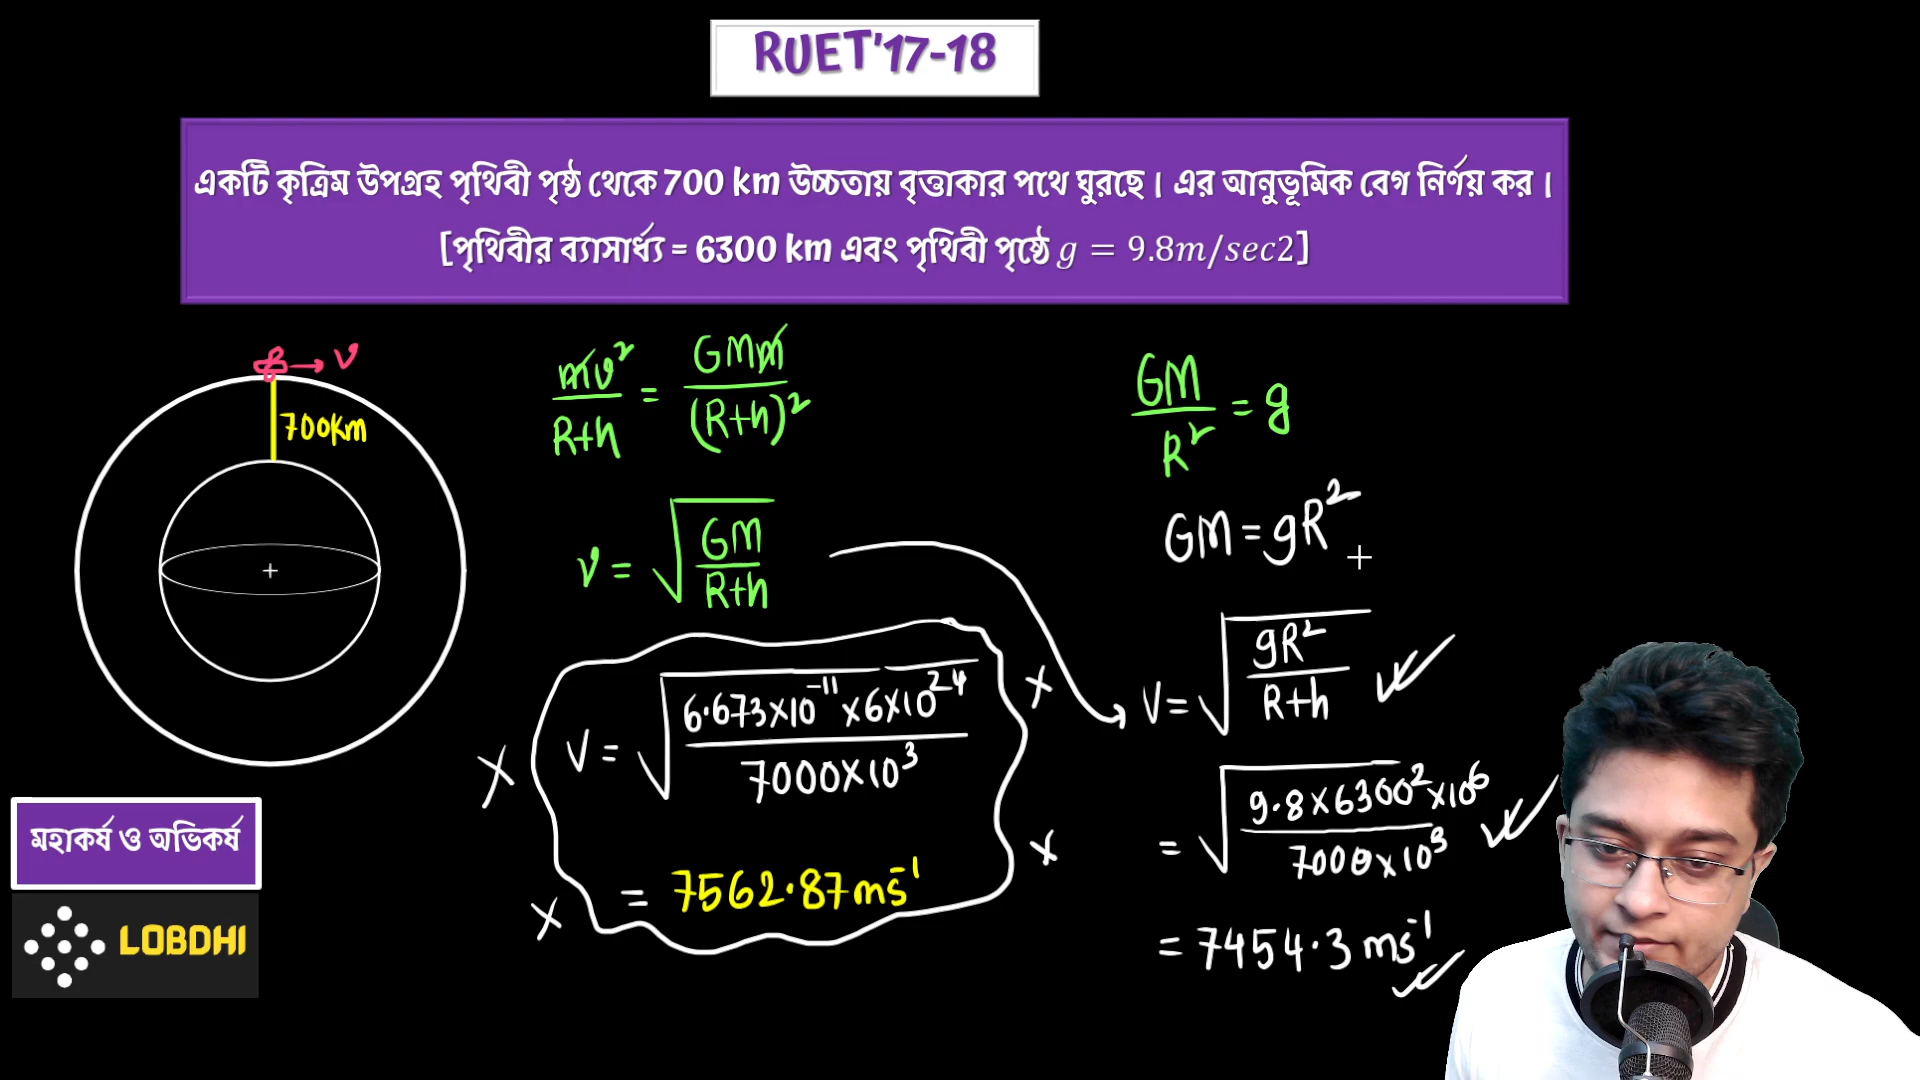 RUET'17-18
একটি কৃত্রিম উপগ্রহ পৃথিবী পৃষ্ঠ থেকে 700 km উচ্চতায় বৃত্তাকার পথে ঘুরছে। এর আনুভূমিক বেগ নির্ণয় কর।
[পৃথিবীর ব্যাসার্ধ্য = 6300 km এবং পৃথিবী পৃষ্ঠে g = 9.8m/sec2]
→ v
700km
mv²/(R+h) = GMm/(R+h)²
v = √(GM/(R+h))
V = √((6.673×10⁻¹¹×6×10²⁴)/(7000×10³))
= 7562.87 ms⁻¹
GM/R² = g
GM = gR²
V = √(gR²/(R+h))
= √((9.8×6300²×10⁶)/(7000×10³))
= 7454.3 ms⁻¹
মহাকর্ষ ও অভিকর্ষ
LOBDHI